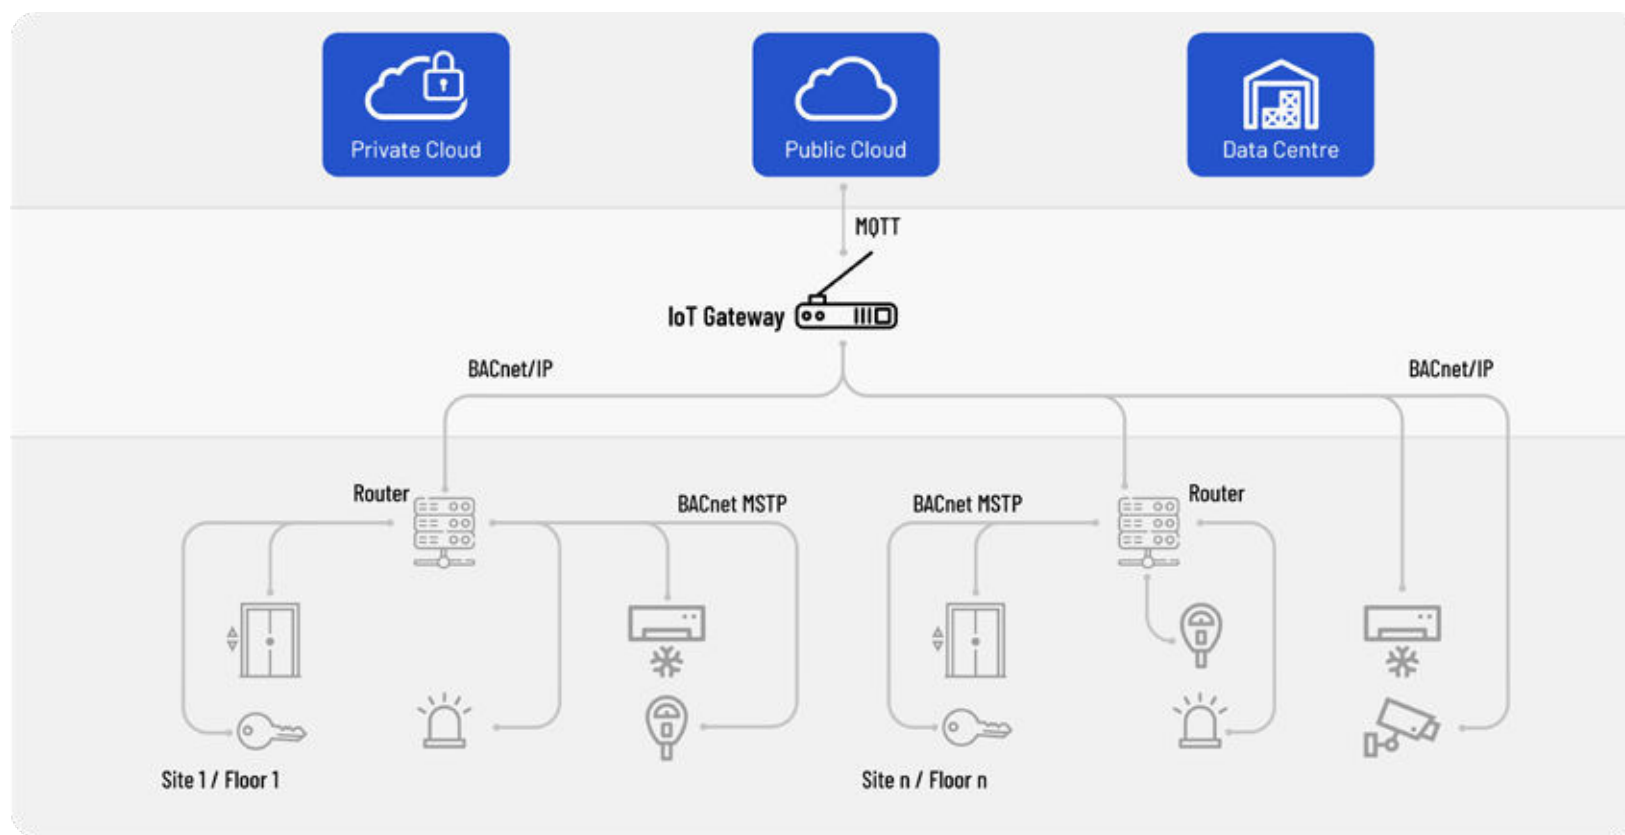 Private Cloud
Public Cloud
Data Centre
MQTT
IoT Gateway
BACnet/IP
BACnet/IP
Router
BACnet MSTP
BACnet MSTP
Router
Site 1 / Floor 1
Site n / Floor n